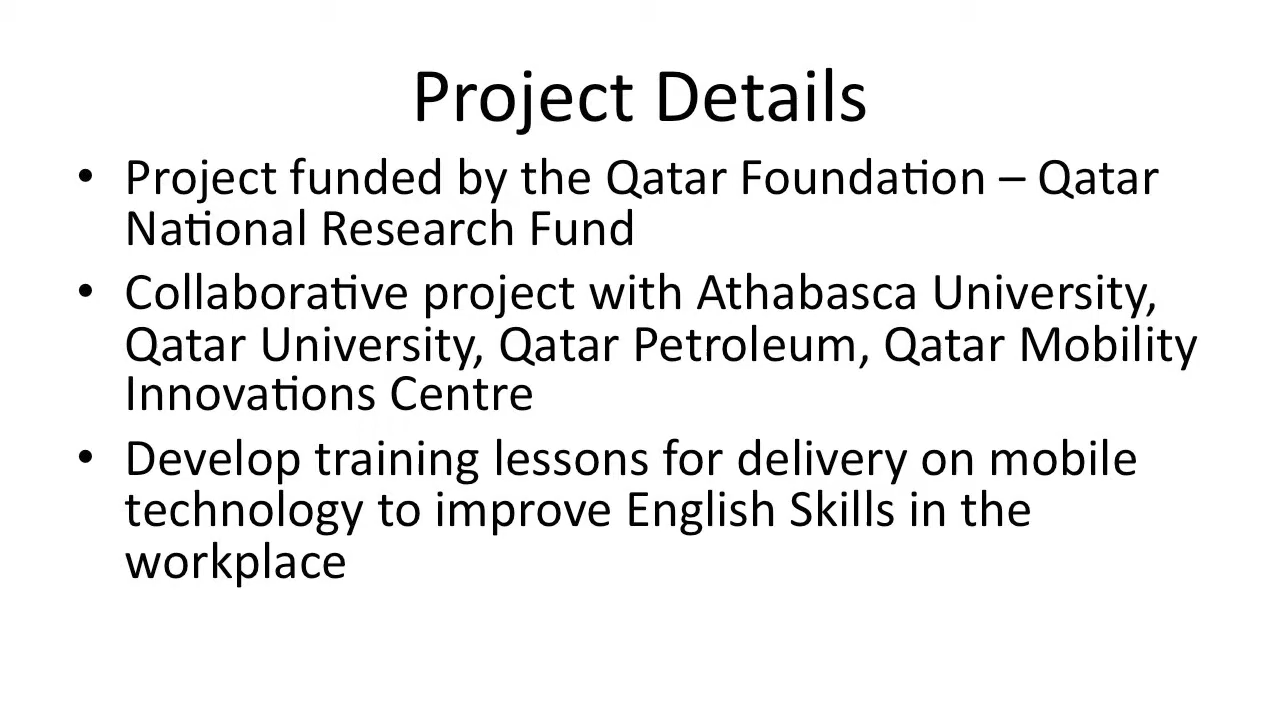 Project Details
• Project funded by the Qatar Foundation – Qatar
National Research Fund
• Collaborative project with Athabasca University,
Qatar University, Qatar Petroleum, Qatar Mobility
Innovations Centre
• Develop training lessons for delivery on mobile
technology to improve English Skills in the
workplace